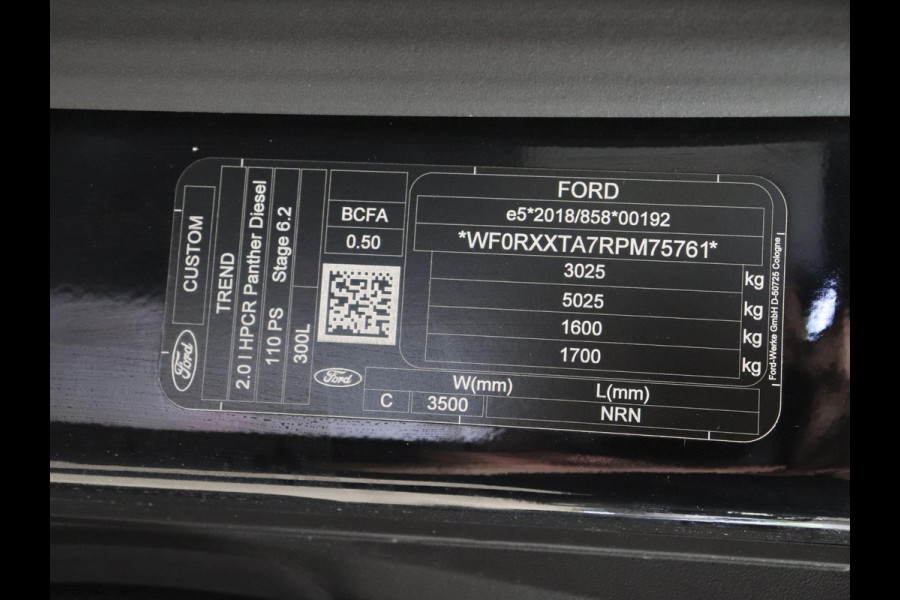 CUSTOM
Ford
TREND
2.0 l HPCR Panther Diesel
110 PS Stage 6.2
300L
BCFA
0.50
Ford
FORD
e5*2018/858*00192
*WF0RXXTA7RPM75761*
3025 kg
5025 kg
1600 kg
1700 kg
Ford-Werke GmbH D-50725 Cologne
W(mm) L(mm)
C 3500 NRN